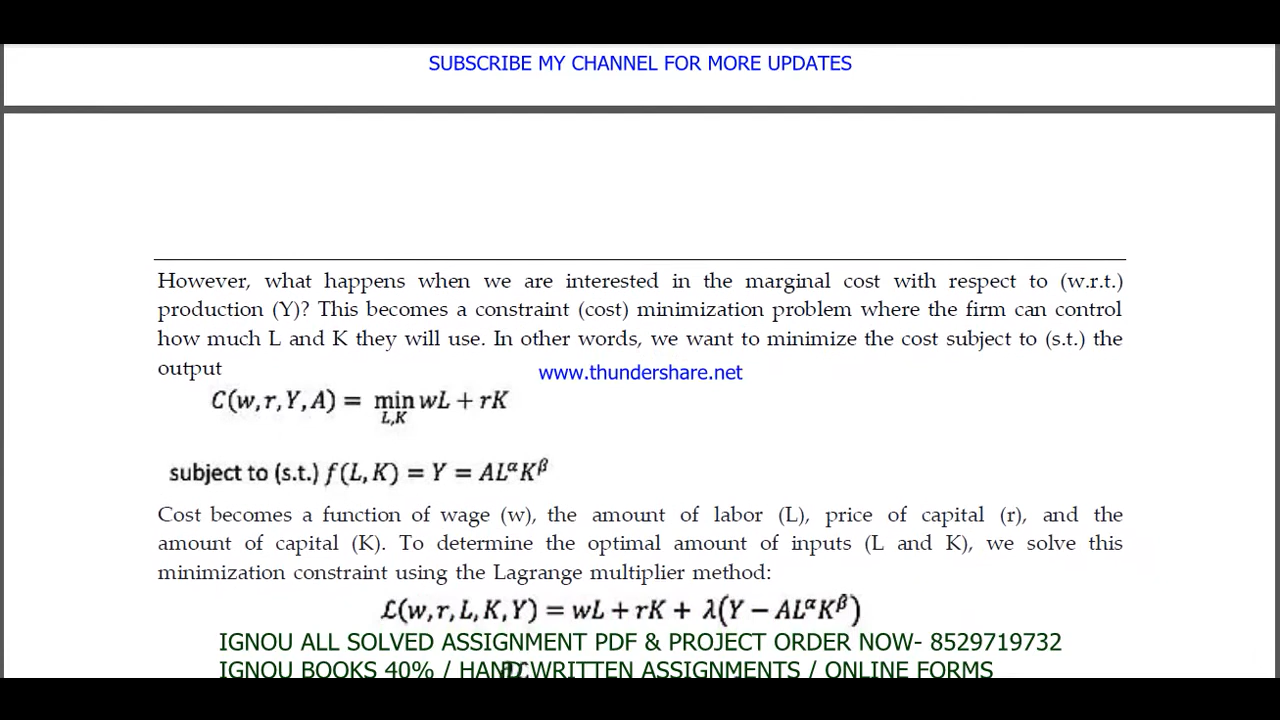 SUBSCRIBE MY CHANNEL FOR MORE UPDATES
However, what happens when we are interested in the marginal cost with respect to (w.r.t.)
production (Y)? This becomes a constraint (cost) minimization problem where the firm can control
how much L and K they will use. In other words, we want to minimize the cost subject to (s.t.) the
output
www.thundershare.net
C(w, r, Y, A) = min wL + rK
L,K
subject to (s.t.) f(L, K) = Y = AL^α K^β
Cost becomes a function of wage (w), the amount of labor (L), price of capital (r), and the
amount of capital (K). To determine the optimal amount of inputs (L and K), we solve this
minimization constraint using the Lagrange multiplier method:
ℒ(w, r, L, K, Y) = wL + rK + λ(Y − AL^α K^β)
IGNOU ALL SOLVED ASSIGNMENT PDF & PROJECT ORDER NOW- 8529719732
IGNOU BOOKS 40% / HAND WRITTEN ASSIGNMENTS / ONLINE FORMS